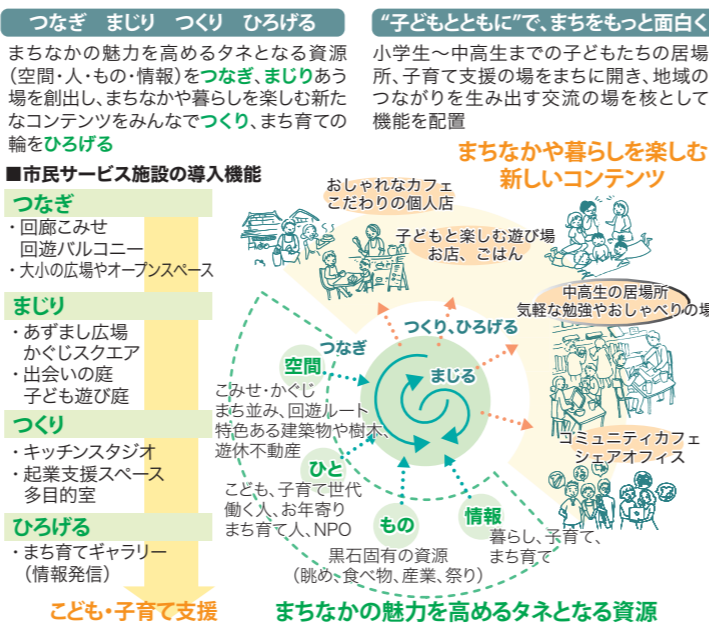 つなぎ　まじり　つくり　ひろげる
まちなかの魅力を高めるタネとなる資源
（空間・人・もの・情報）をつなぎ、まじりあう
場を創出し、まちなかや暮らしを楽しむ新た
なコンテンツをみんなでつくり、まち育ての
輪をひろげる
“子どもとともに”で、まちをもっと面白く
小学生～中高生までの子どもたちの居場
所、子育て支援の場をまちに開き、地域の
つながりを生み出す交流の場を核として
機能を配置
■市民サービス施設の導入機能
つなぎ
・回廊こみせ
回遊バルコニー
・大小の広場やオープンスペース
まじり
・あずまし広場
かぐじスクエア
・出会いの庭
子ども遊び庭
つくり
・キッチンスタジオ
・起業支援スペース
多目的室
ひろげる
・まち育てギャラリー
（情報発信）
こども・子育て支援
まちなかや暮らしを楽しむ
新しいコンテンツ
おしゃれなカフェ
こだわりの個人店
子どもと楽しむ遊び場
お店、ごはん
中高生の居場所
気軽な勉強やおしゃべりの場
コミュニティカフェ
シェアオフィス
つくり、ひろげる
つなぎ
まじる
空間
こみせ・かぐじ
まち並み、回遊ルート
特色ある建築物や樹木、
遊休不動産
ひと
こども、子育て世代
働く人、お年寄り
まち育て人、NPO
もの
黒石固有の資源
（眺め、食べ物、産業、祭り）
情報
暮らし、子育て、
まち育て
まちなかの魅力を高めるタネとなる資源